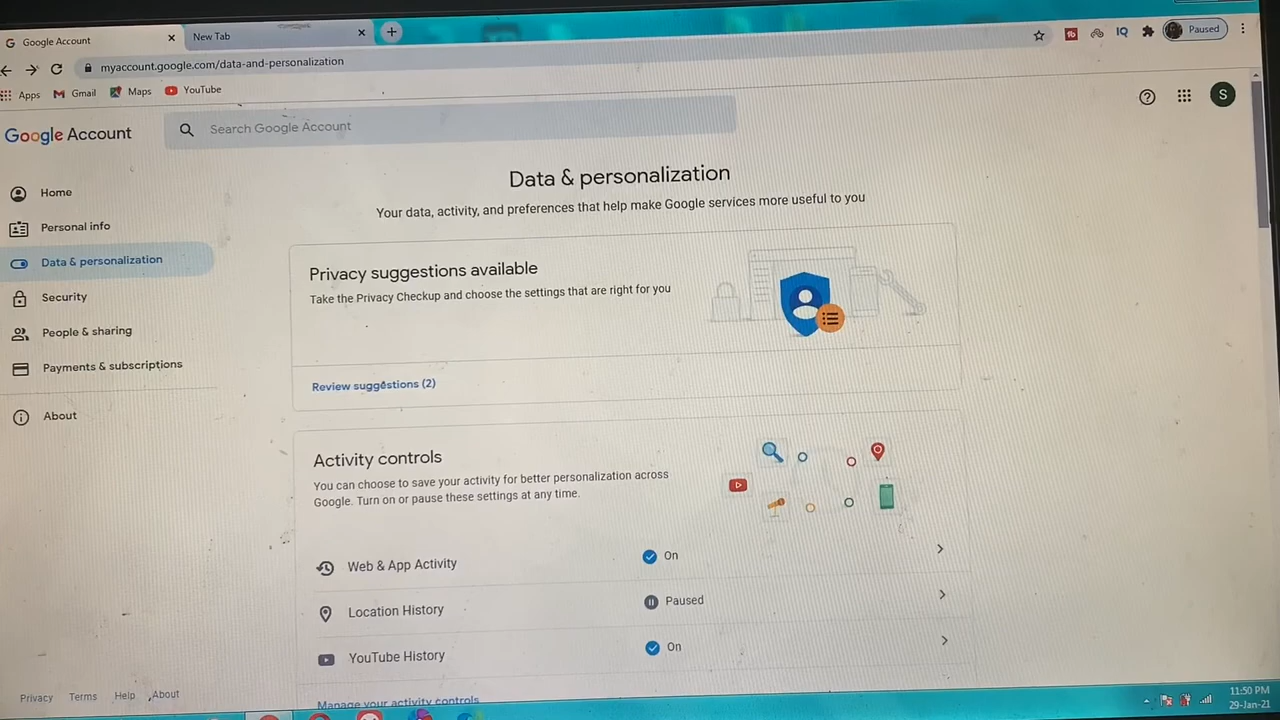 Google Account
New Tab
myaccount.google.com/data-and-personalization
IQ
Paused
Apps
Gmail
Maps
YouTube
Google Account
Search Google Account
S
Home
Personal info
Data & personalization
Security
People & sharing
Payments & subscriptions
About
Data & personalization
Your data, activity, and preferences that help make Google services more useful to you
Privacy suggestions available
Take the Privacy Checkup and choose the settings that are right for you
Review suggestions (2)
Activity controls
You can choose to save your activity for better personalization across
Google. Turn on or pause these settings at any time.
Web & App Activity
On
Location History
Paused
YouTube History
On
Manage your activity controls
Privacy
Terms
Help
About
11:50 PM
29-Jan-21